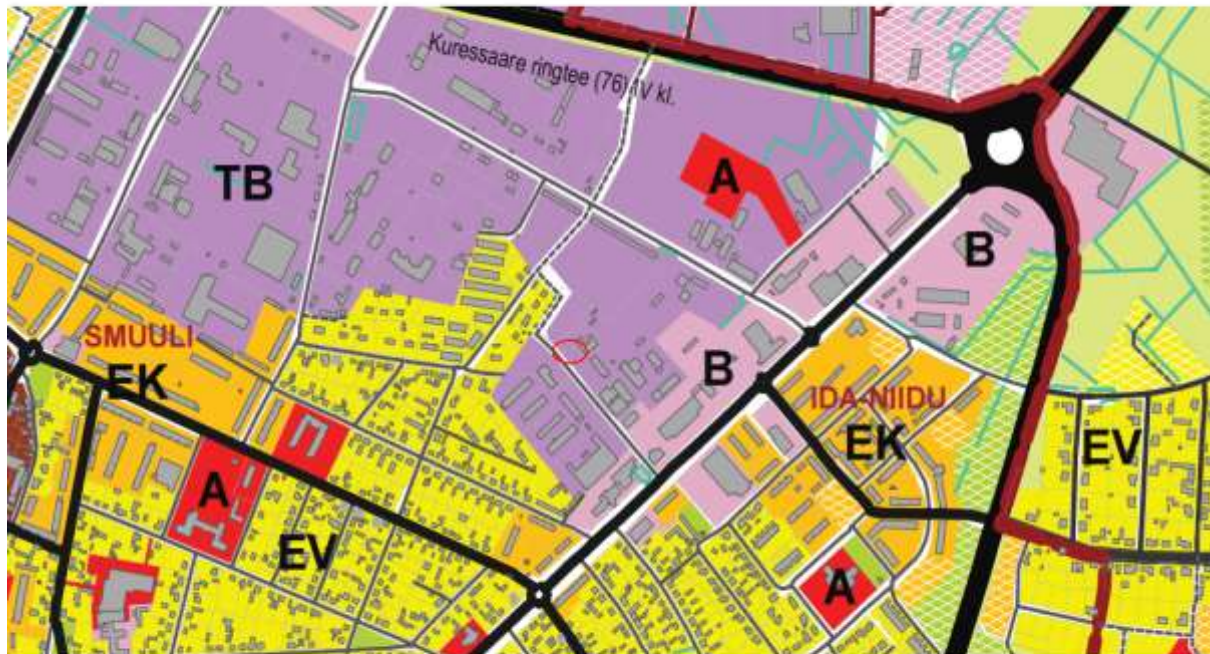 Kuressaare ringtee (76) IV kl.
A
TB
B
SMUULI
EK
B
IDA-NIIDU
EK
EV
A
EV
A